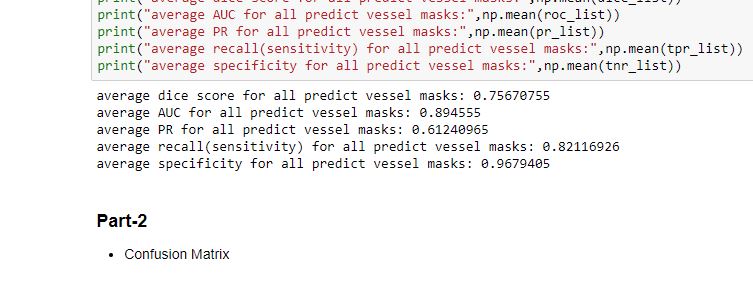 print("average dice score for all predict vessel masks:",np.mean(dice_list))
print("average AUC for all predict vessel masks:",np.mean(roc_list))
print("average PR for all predict vessel masks:",np.mean(pr_list))
print("average recall(sensitivity) for all predict vessel masks:",np.mean(tpr_list))
print("average specificity for all predict vessel masks:",np.mean(tnr_list))
average dice score for all predict vessel masks: 0.75670755
average AUC for all predict vessel masks: 0.894555
average PR for all predict vessel masks: 0.61240965
average recall(sensitivity) for all predict vessel masks: 0.82116926
average specificity for all predict vessel masks: 0.9679405
Part-2
• Confusion Matrix